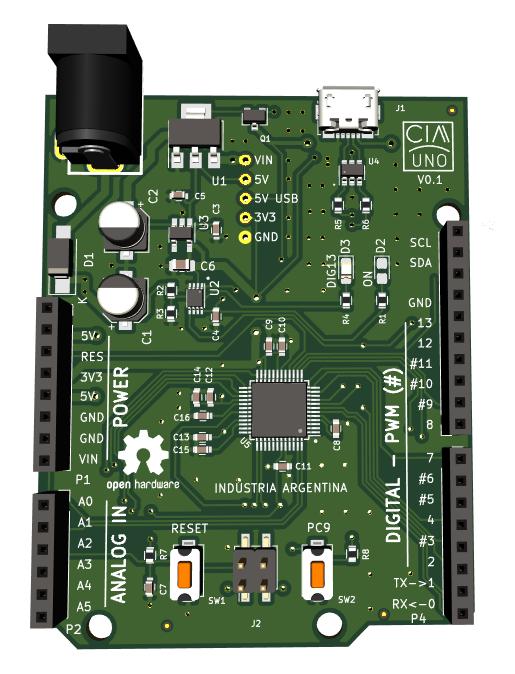 J1
Q1
CIAA
UNO
V0.1
VIN
5V
5V USB
3V3
GND
U1
U4
C2
C5
C3
U3
R5
R6
D1
K
C6
C1
R2
R3
U2
C4
DIG13
D3
ON
D2
R4
R1
SCL
SDA
GND
13
12
#11
#10
#9
8
7
#6
#5
4
#3
2
TX->1
RX<-0
P4
DIGITAL - PWM (#)
5V
RES
3V3
5V
GND
GND
VIN
P1
POWER
C9
C10
C14
C12
C16
C13
C15
U5
C8
C11
open hardware
INDUSTRIA ARGENTINA
A0
A1
A2
A3
A4
A5
P2
ANALOG IN
RESET
PC9
R7
C7
SW1
J2
SW2
R8